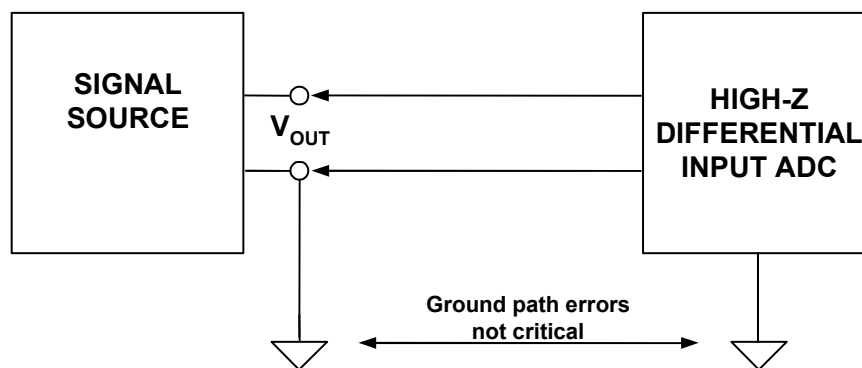 SIGNAL
SOURCE
V_OUT
HIGH-Z
DIFFERENTIAL
INPUT ADC
Ground path errors
not critical